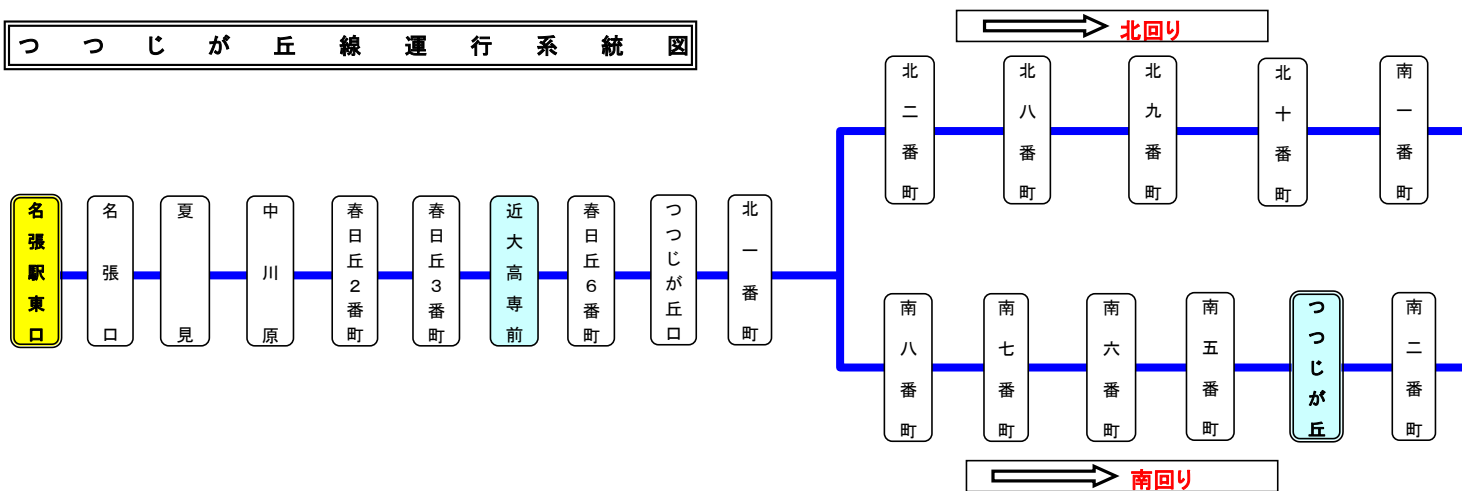 つつじが丘線運行系統図
北回り
北二番町
北八番町
北九番町
北十番町
南一番町
名張駅東口
名張口
夏見
中川原
春日丘2番町
春日丘3番町
近大高専前
春日丘6番町
つつじが丘口
北一番町
南八番町
南七番町
南六番町
南五番町
つつじが丘
南二番町
南回り